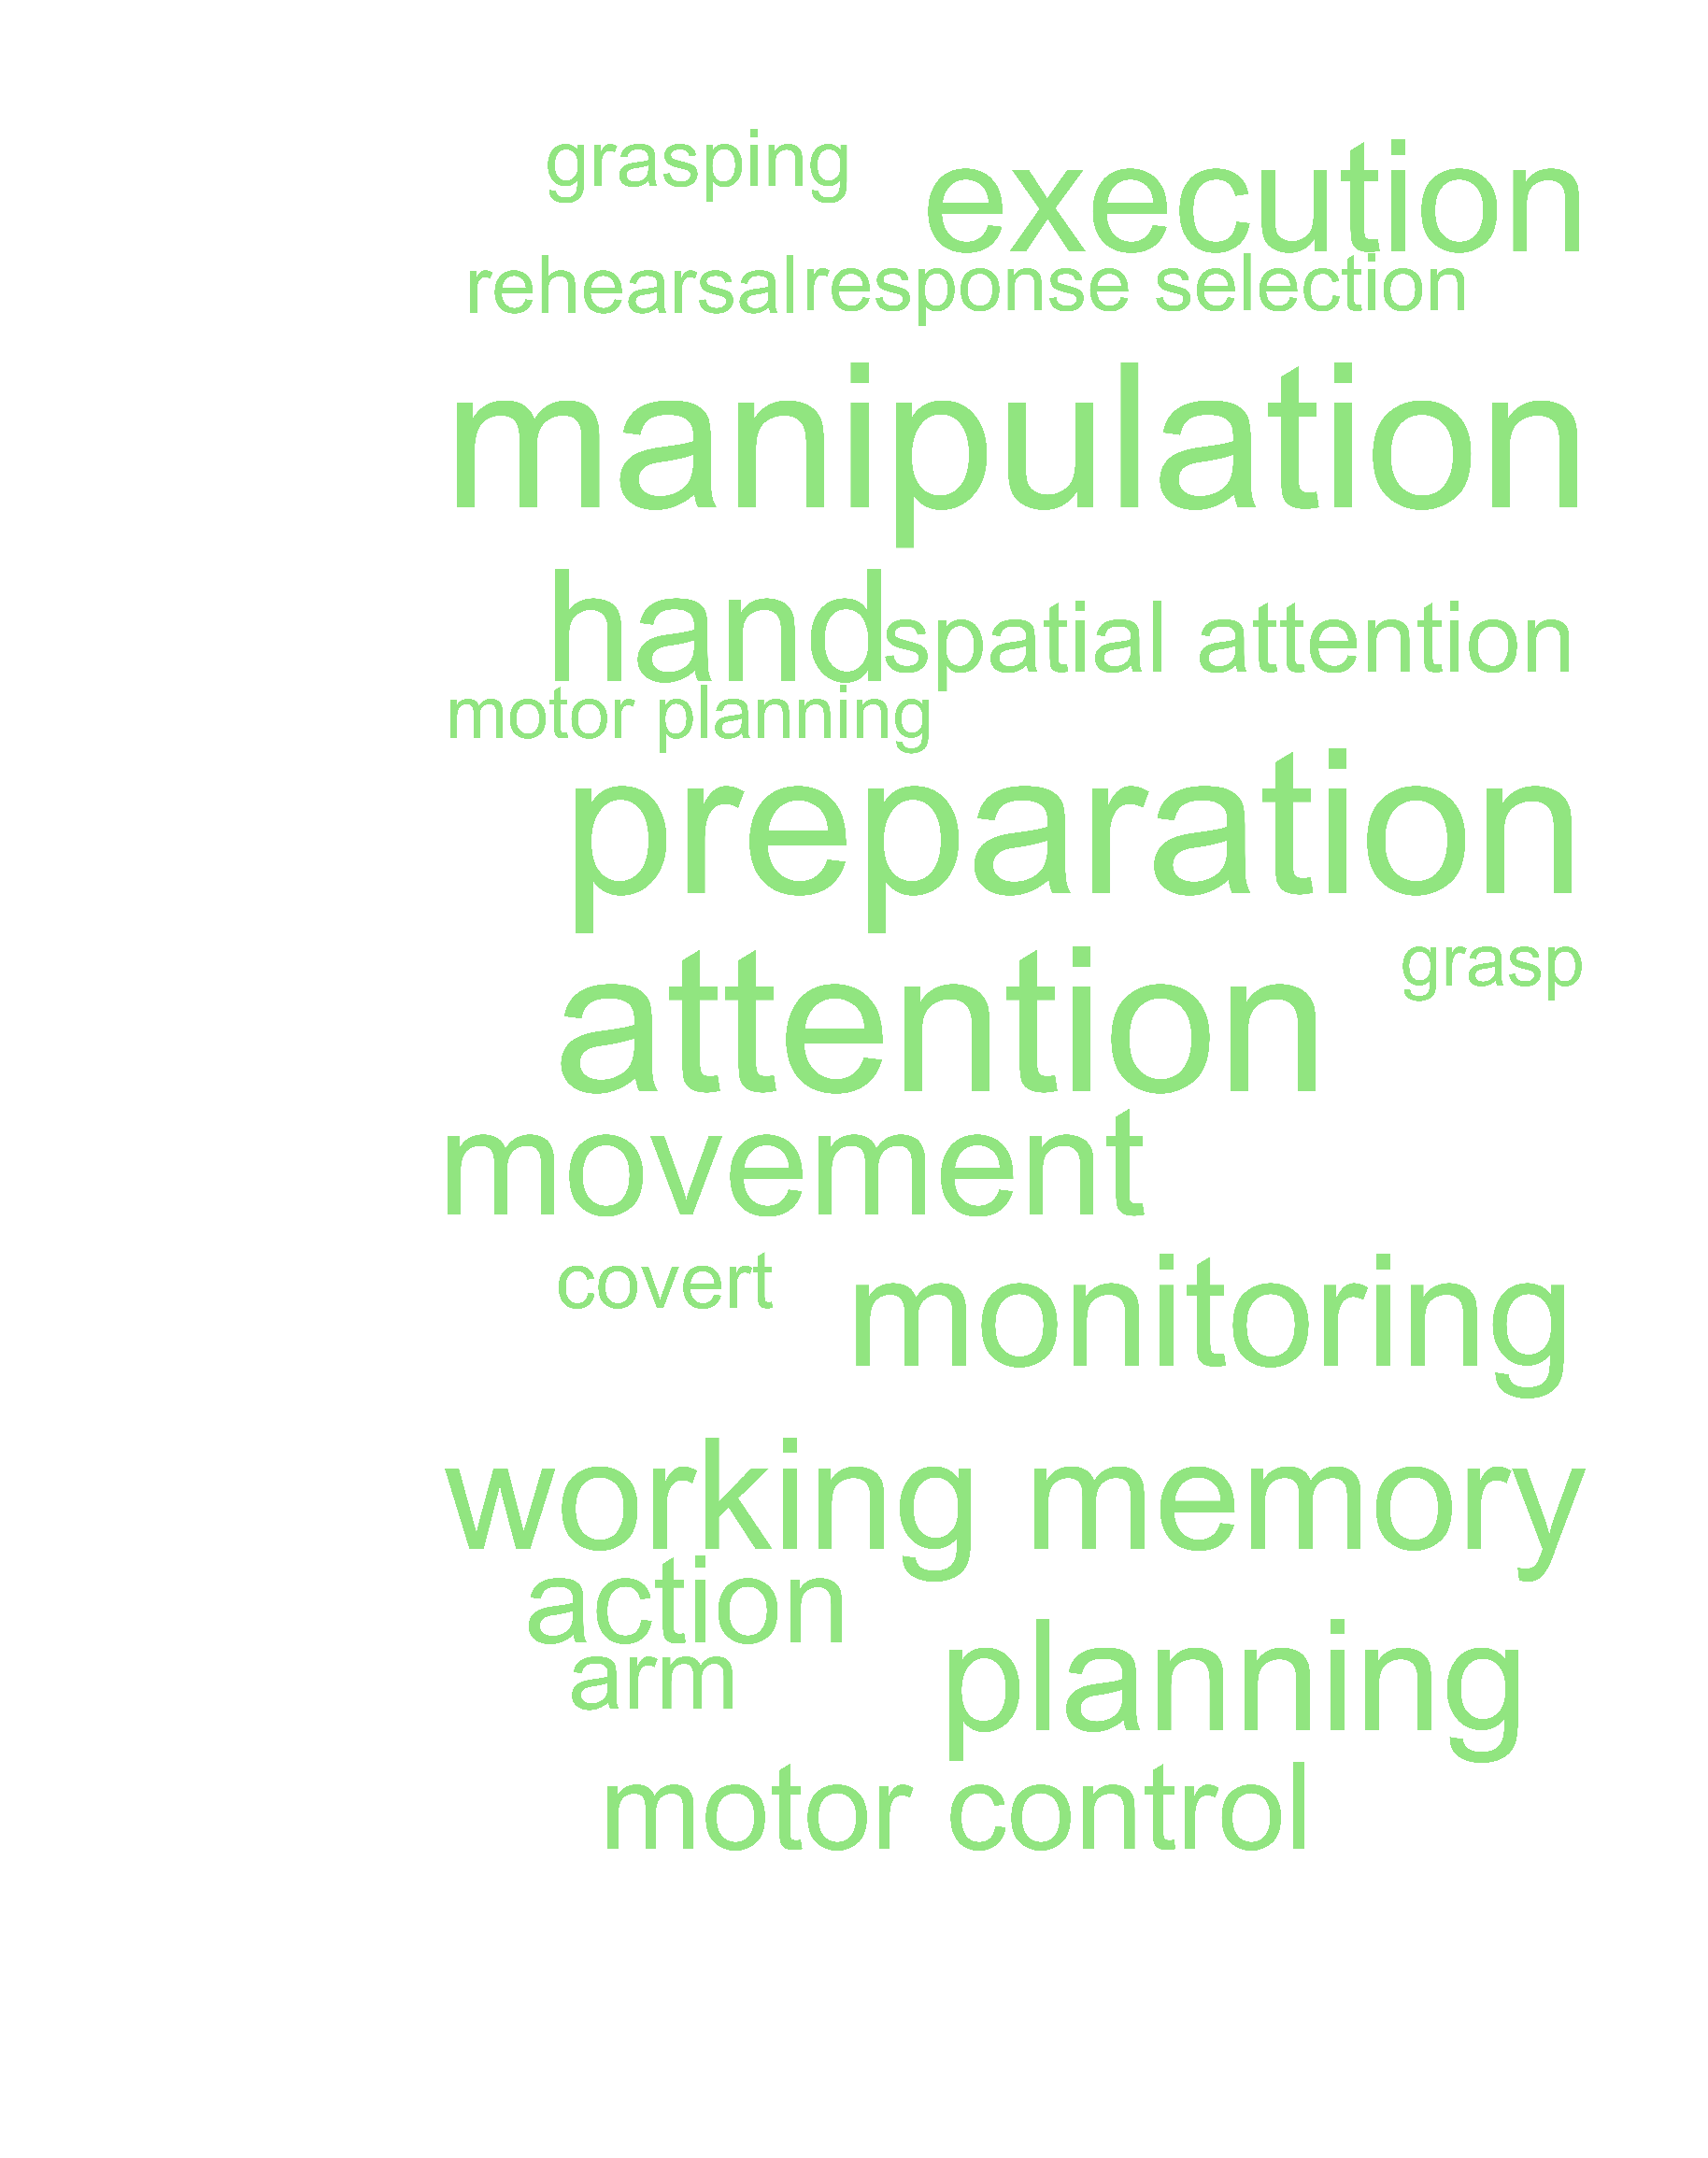 grasping
execution
rehearsal response selection
manipulation
hand spatial attention
motor planning
preparation
grasp
attention
movement
covert
monitoring
working memory
action
planning
arm
motor control